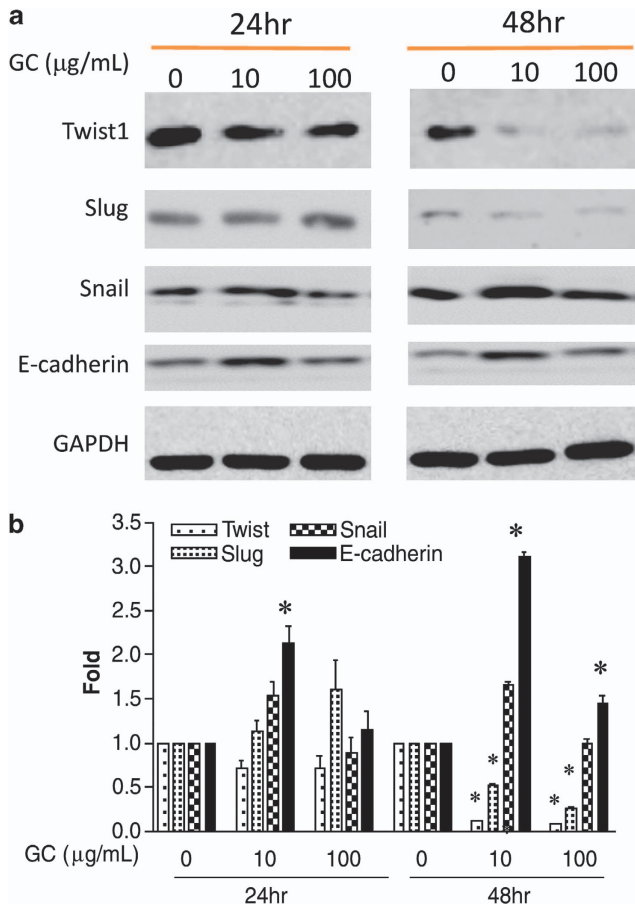 a
24hr 48hr
GC (μg/mL) 0 10 100 0 10 100
Twist1
Slug
Snail
E-cadherin
GAPDH
b
Twist Snail
Slug E-cadherin
3.5
3.0
2.5
2.0
1.5
1.0
0.5
0.0
Fold
* * * * * * *
GC (μg/mL) 0 10 100 0 10 100
24hr 48hr